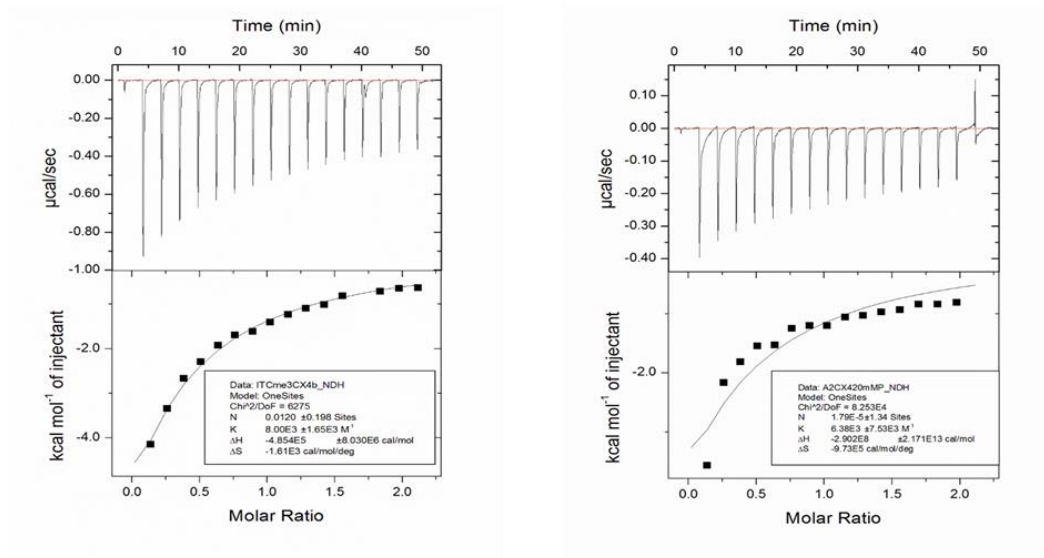 Time (min)
0 10 20 30 40 50
0.00
-0.20
-0.40
-0.60
-0.80
-1.00
µcal/sec
-2.0
-4.0
kcal mol⁻¹ of injectant
Data: ITCme3CX4b_NDH
Model: OneSites
Chi^2/DoF = 6275
N 0.0120 ±0.198 Sites
K 8.00E3 ±1.65E3 M⁻¹
ΔH -4.854E5 ±8.030E6 cal/mol
ΔS -1.61E3 cal/mol/deg
0.0 0.5 1.0 1.5 2.0
Molar Ratio
Time (min)
0 10 20 30 40 50
0.10
0.00
-0.10
-0.20
-0.30
-0.40
µcal/sec
-2.0
kcal mol⁻¹ of injectant
Data: A2CX420mMP_NDH
Model: OneSites
Chi^2/DoF = 8.253E4
N 1.79E-5 ±1.34 Sites
K 6.38E3 ±7.53E3 M⁻¹
ΔH -2.902E8 ±2.171E13 cal/mol
ΔS -9.73E5 cal/mol/deg
0.0 0.5 1.0 1.5 2.0
Molar Ratio